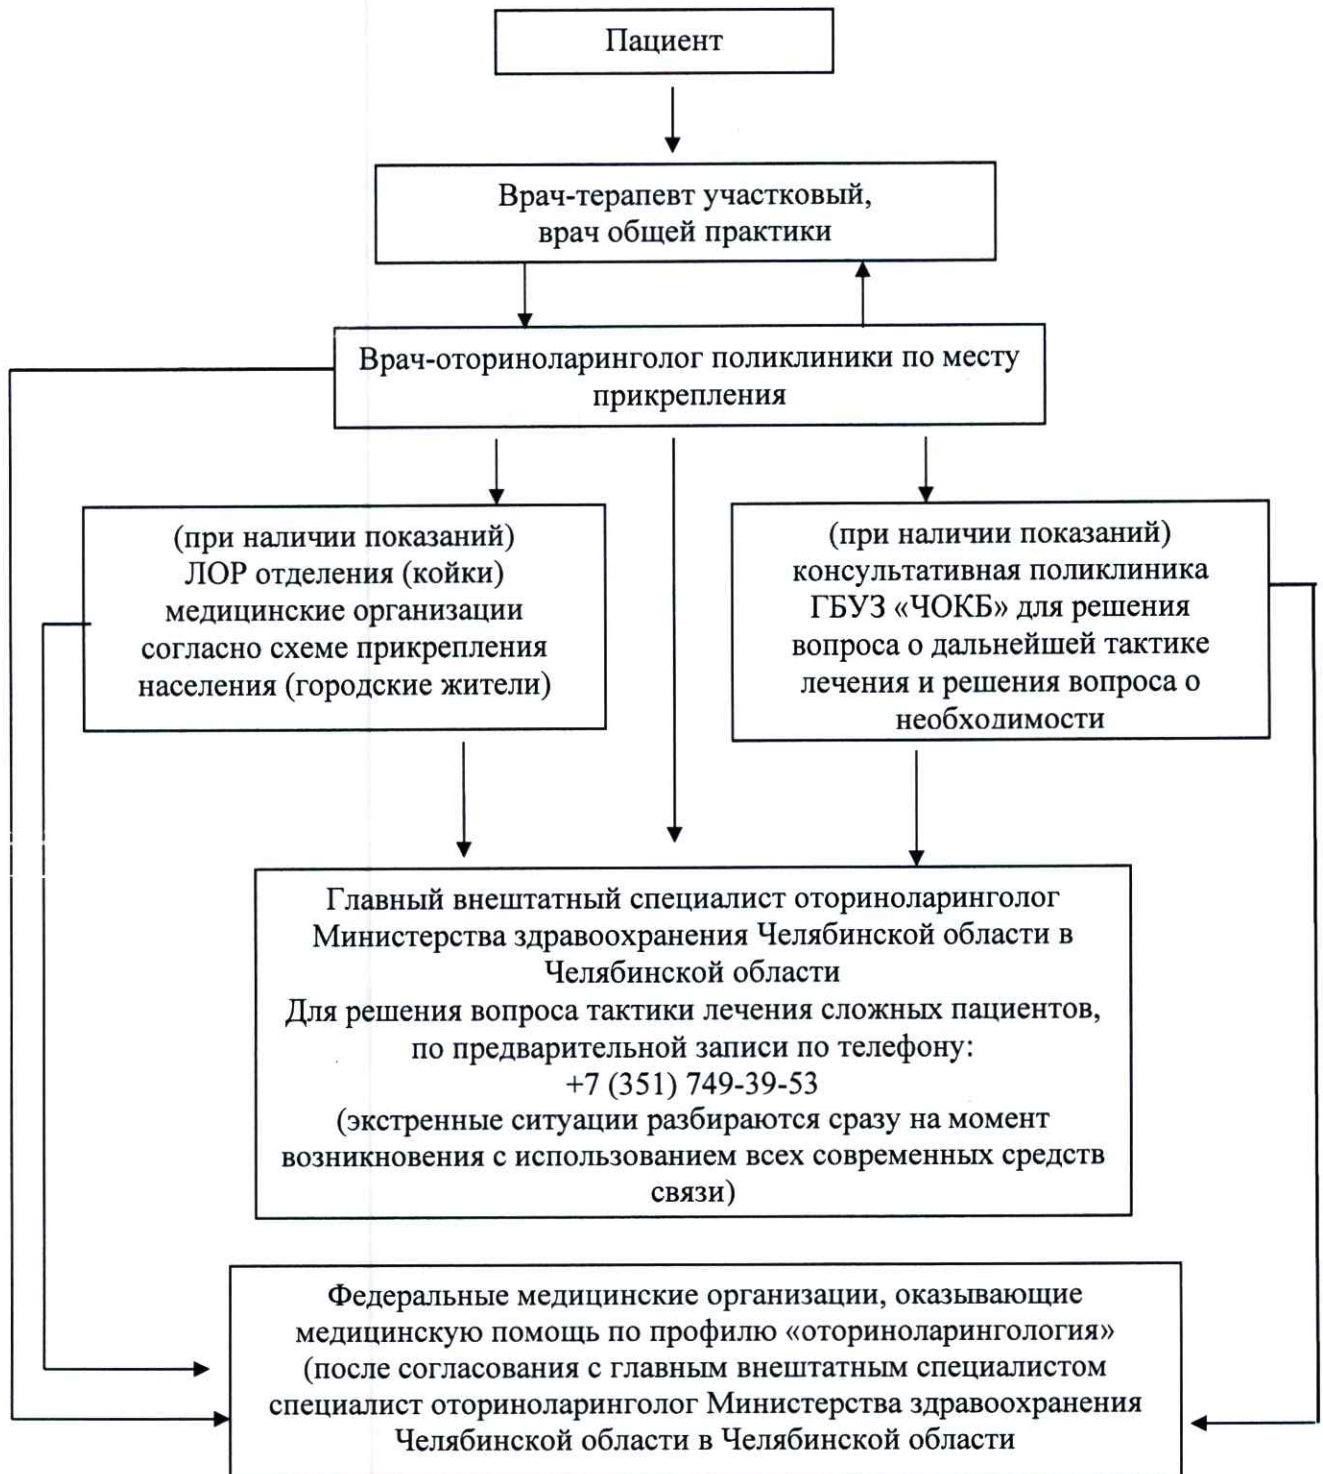 Пациент
Врач-терапевт участковый,
врач общей практики
Врач-оториноларинголог поликлиники по месту
прикрепления
(при наличии показаний)
ЛОР отделения (койки)
медицинские организации
согласно схеме прикрепления
населения (городские жители)
(при наличии показаний)
консультативная поликлиника
ГБУЗ «ЧОКБ» для решения
вопроса о дальнейшей тактике
лечения и решения вопроса о
необходимости
Главный внештатный специалист оториноларинголог
Министерства здравоохранения Челябинской области в
Челябинской области
Для решения вопроса тактики лечения сложных пациентов,
по предварительной записи по телефону:
+7 (351) 749-39-53
(экстренные ситуации разбираются сразу на момент
возникновения с использованием всех современных средств
связи)
Федеральные медицинские организации, оказывающие
медицинскую помощь по профилю «оториноларингология»
(после согласования с главным внештатным специалистом
специалист оториноларинголог Министерства здравоохранения
Челябинской области в Челябинской области